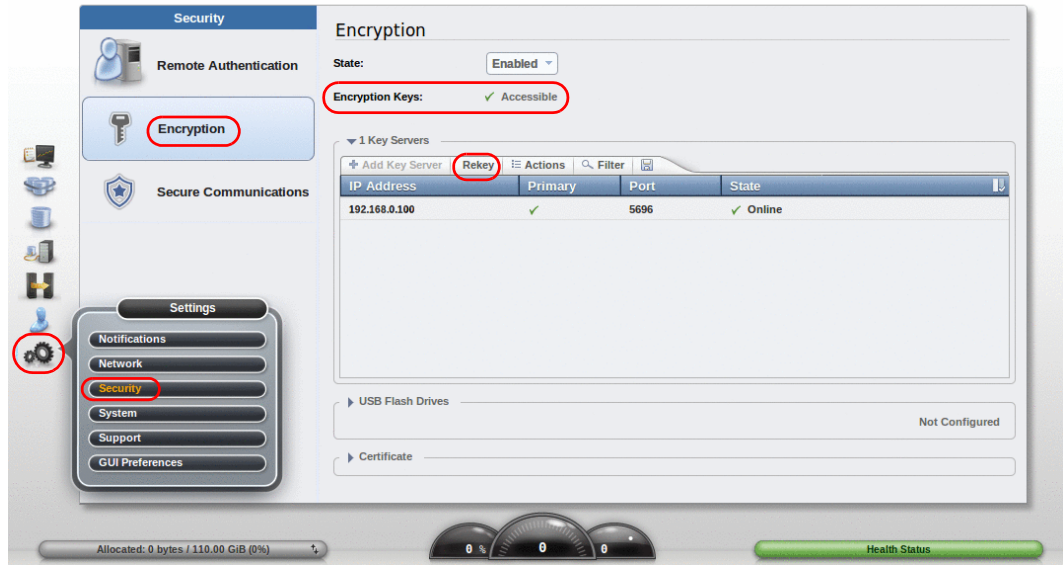 Security
Remote Authentication
Encryption
Secure Communications
Encryption
State: Enabled
Encryption Keys: Accessible
1 Key Servers
Add Key Server Rekey Actions Filter
IP Address Primary Port State
192.168.0.100 5696 Online
USB Flash Drives
Not Configured
Certificate
Settings
Notifications
Network
Security
System
Support
GUI Preferences
Allocated: 0 bytes / 110.00 GiB (0%)
0 %
0
0
Health Status